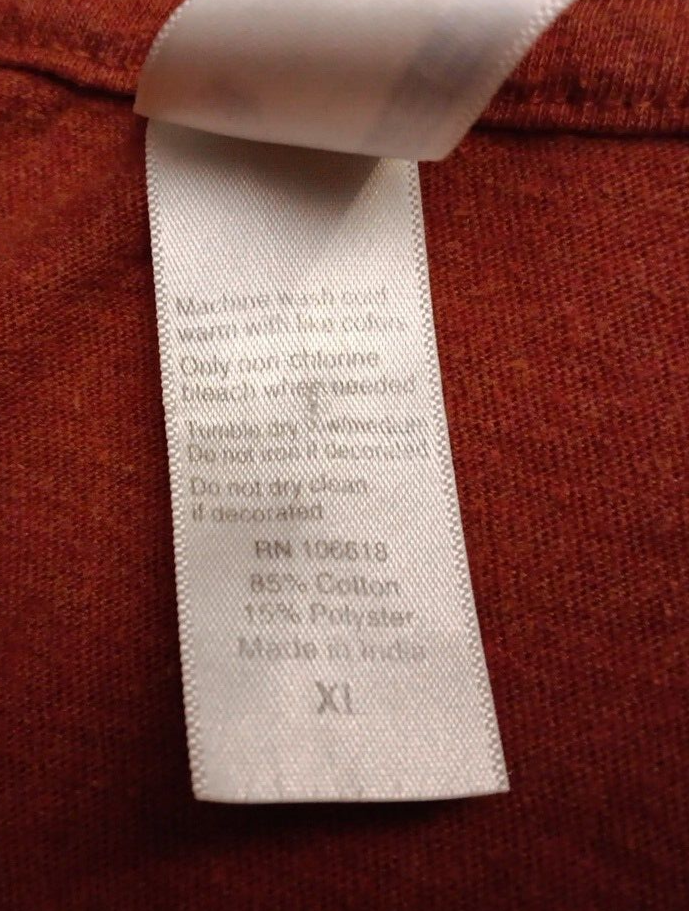 Machine wash cold
warm with like colors
Only non-chlorine
bleach when needed
Tumble dry low/medium
Do not iron if decorated
Do not dry clean
if decorated
RN 106618
85% Cotton
15% Polyster
Made in India
XL